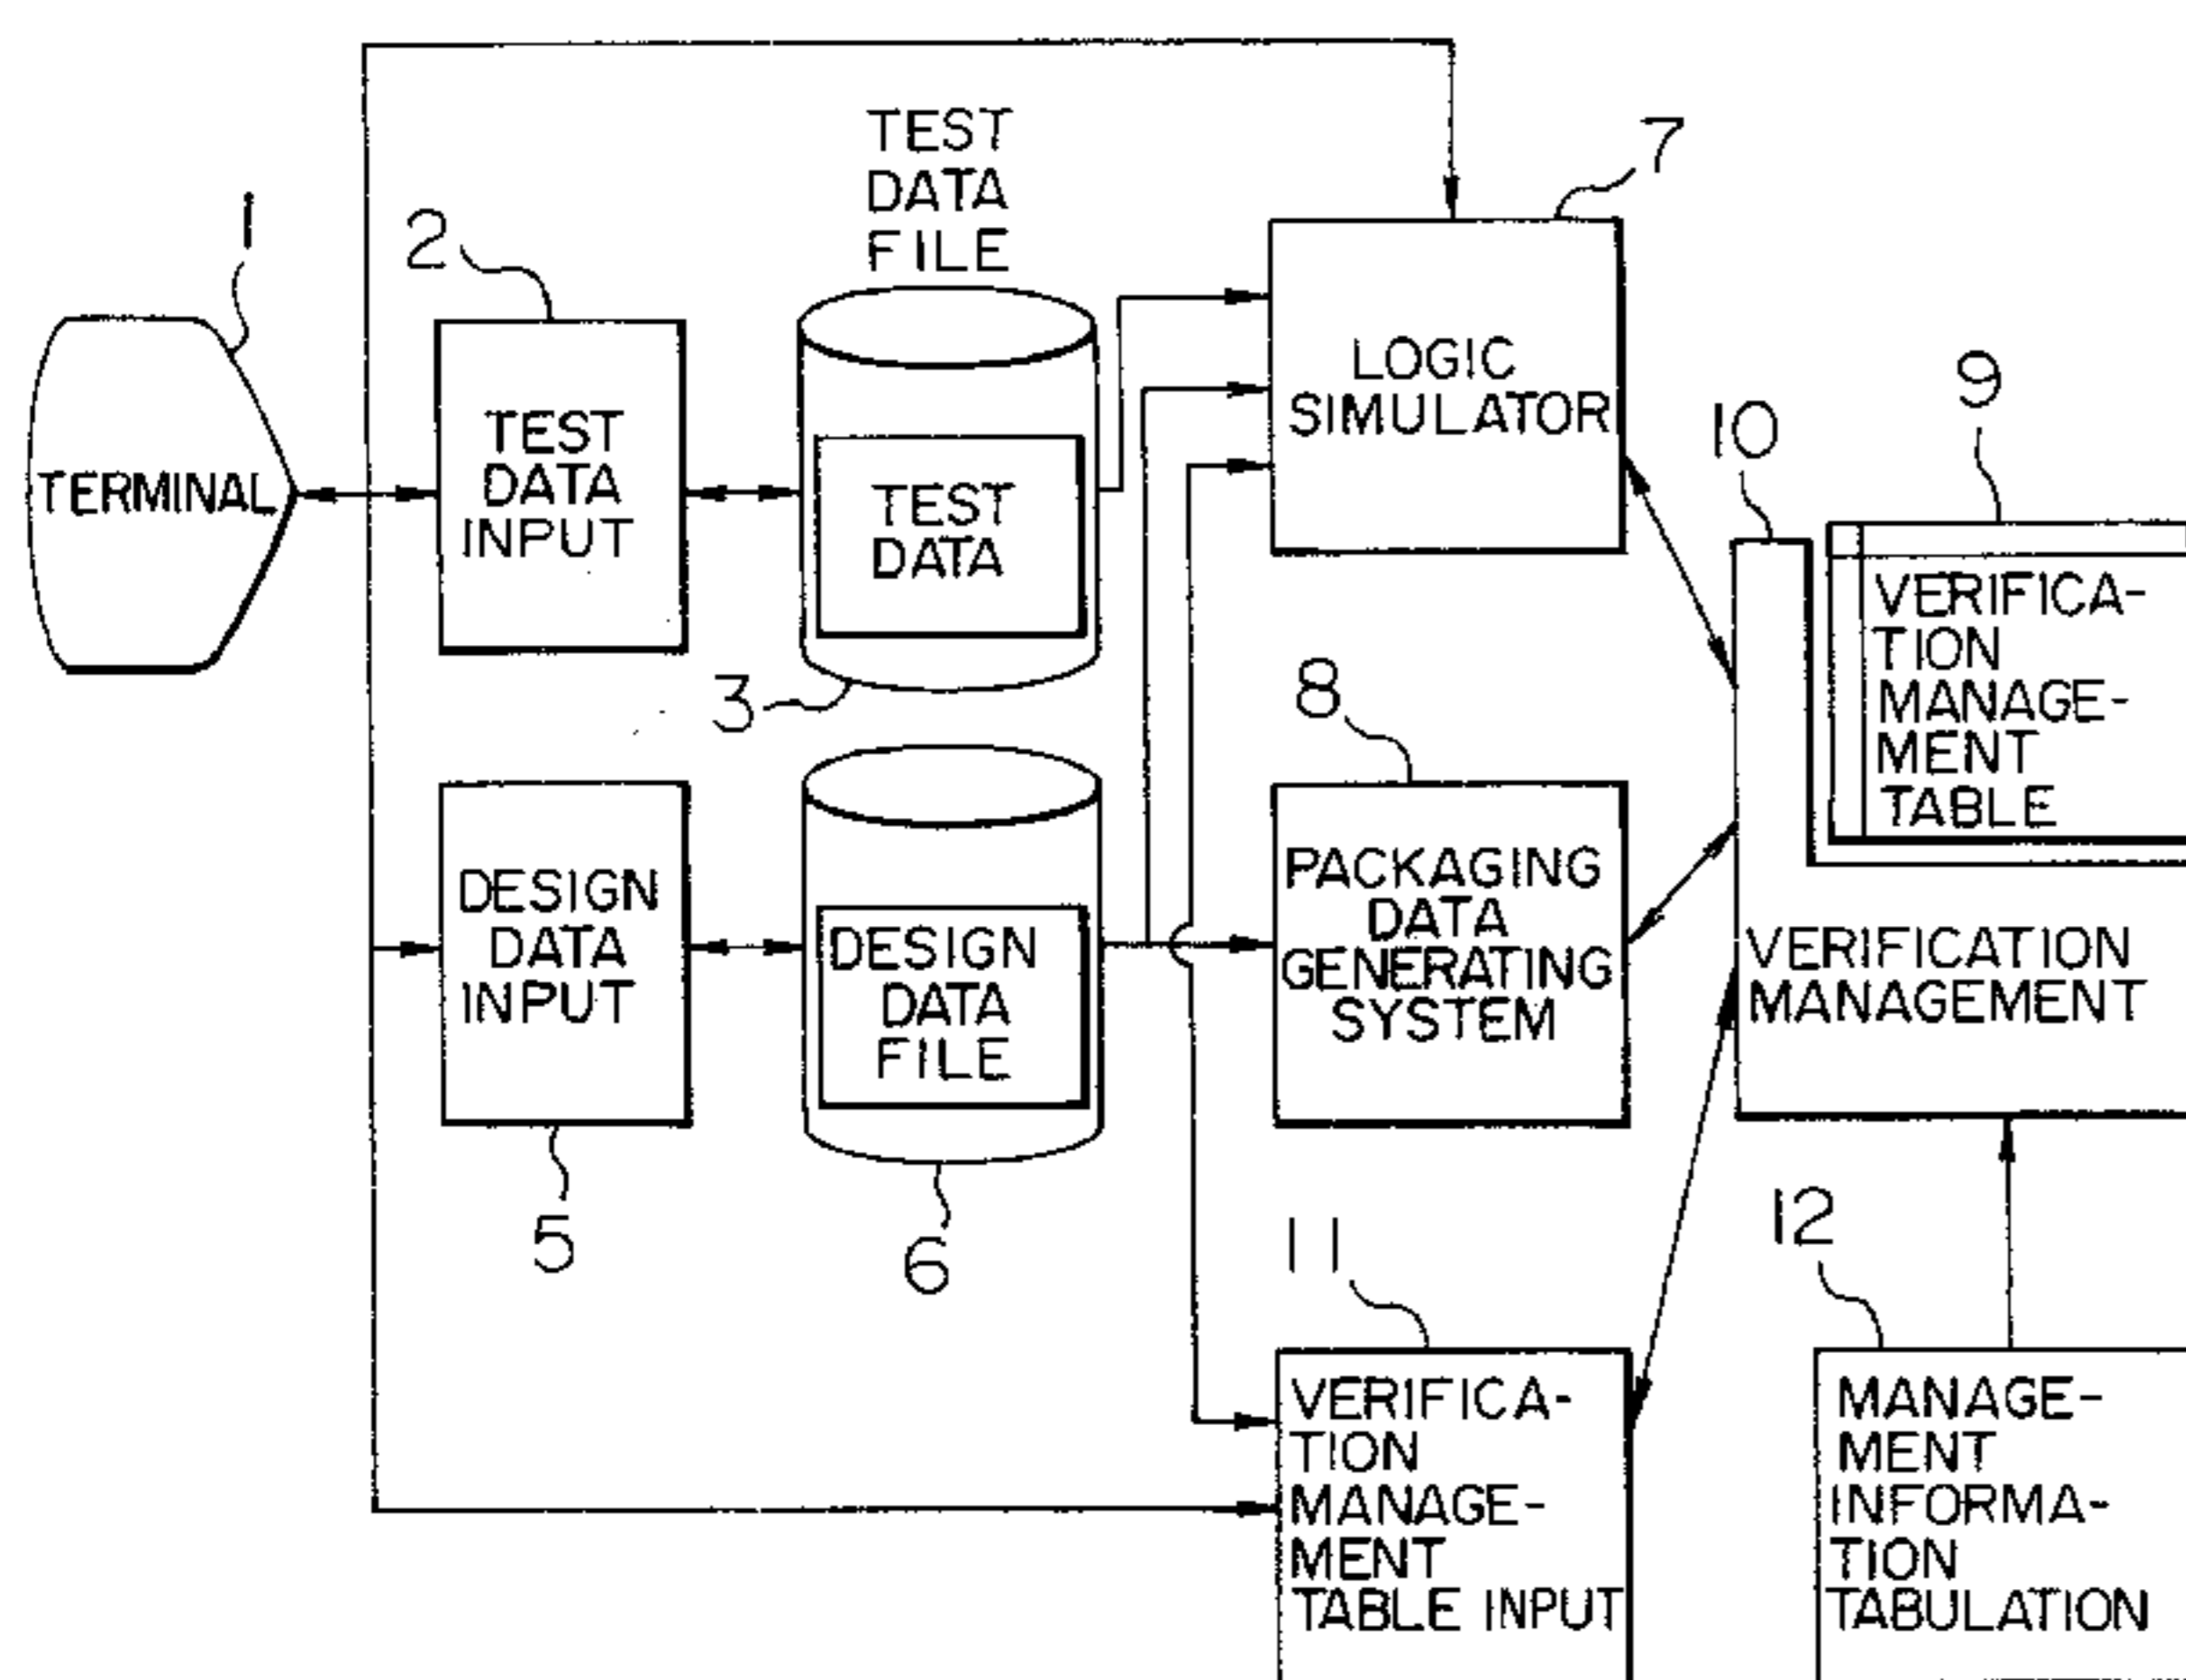 1
TERMINAL
2
TEST
DATA
INPUT
TEST
DATA
FILE
TEST
DATA
3
DESIGN
DATA
INPUT
5
DESIGN
DATA
FILE
6
7
LOGIC
SIMULATOR
8
PACKAGING
DATA
GENERATING
SYSTEM
9
VERIFICA-
TION
MANAGE-
MENT
TABLE
10
VERIFICATION
MANAGEMENT
11
VERIFICA-
TION
MANAGE-
MENT
TABLE INPUT
12
MANAGE-
MENT
INFORMA-
TION
TABULATION